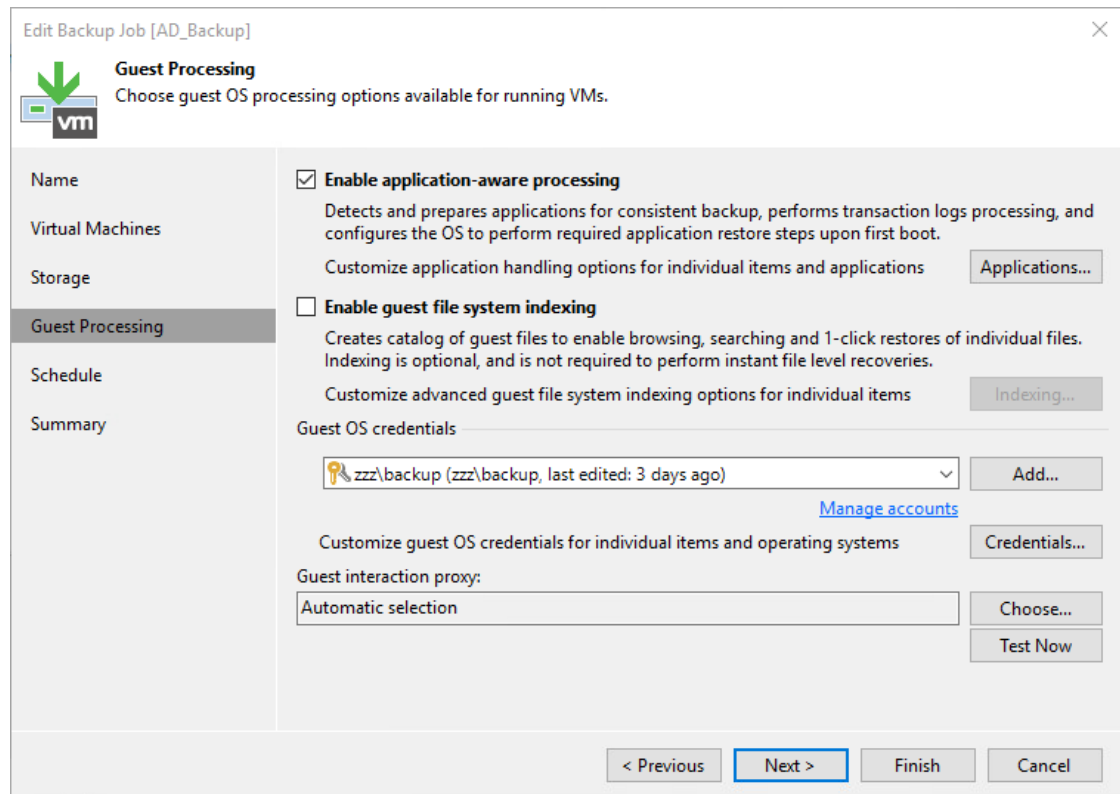 Edit Backup Job [AD_Backup]
Guest Processing
Choose guest OS processing options available for running VMs.
vm
Name
Virtual Machines
Storage
Guest Processing
Schedule
Summary
Enable application-aware processing
Detects and prepares applications for consistent backup, performs transaction logs processing, and
configures the OS to perform required application restore steps upon first boot.
Customize application handling options for individual items and applications
Applications...
Enable guest file system indexing
Creates catalog of guest files to enable browsing, searching and 1-click restores of individual files.
Indexing is optional, and is not required to perform instant file level recoveries.
Customize advanced guest file system indexing options for individual items
Indexing...
Guest OS credentials
zzz\backup (zzz\backup, last edited: 3 days ago)
Add...
Manage accounts
Customize guest OS credentials for individual items and operating systems
Credentials...
Guest interaction proxy:
Automatic selection
Choose...
Test Now
< Previous
Next >
Finish
Cancel